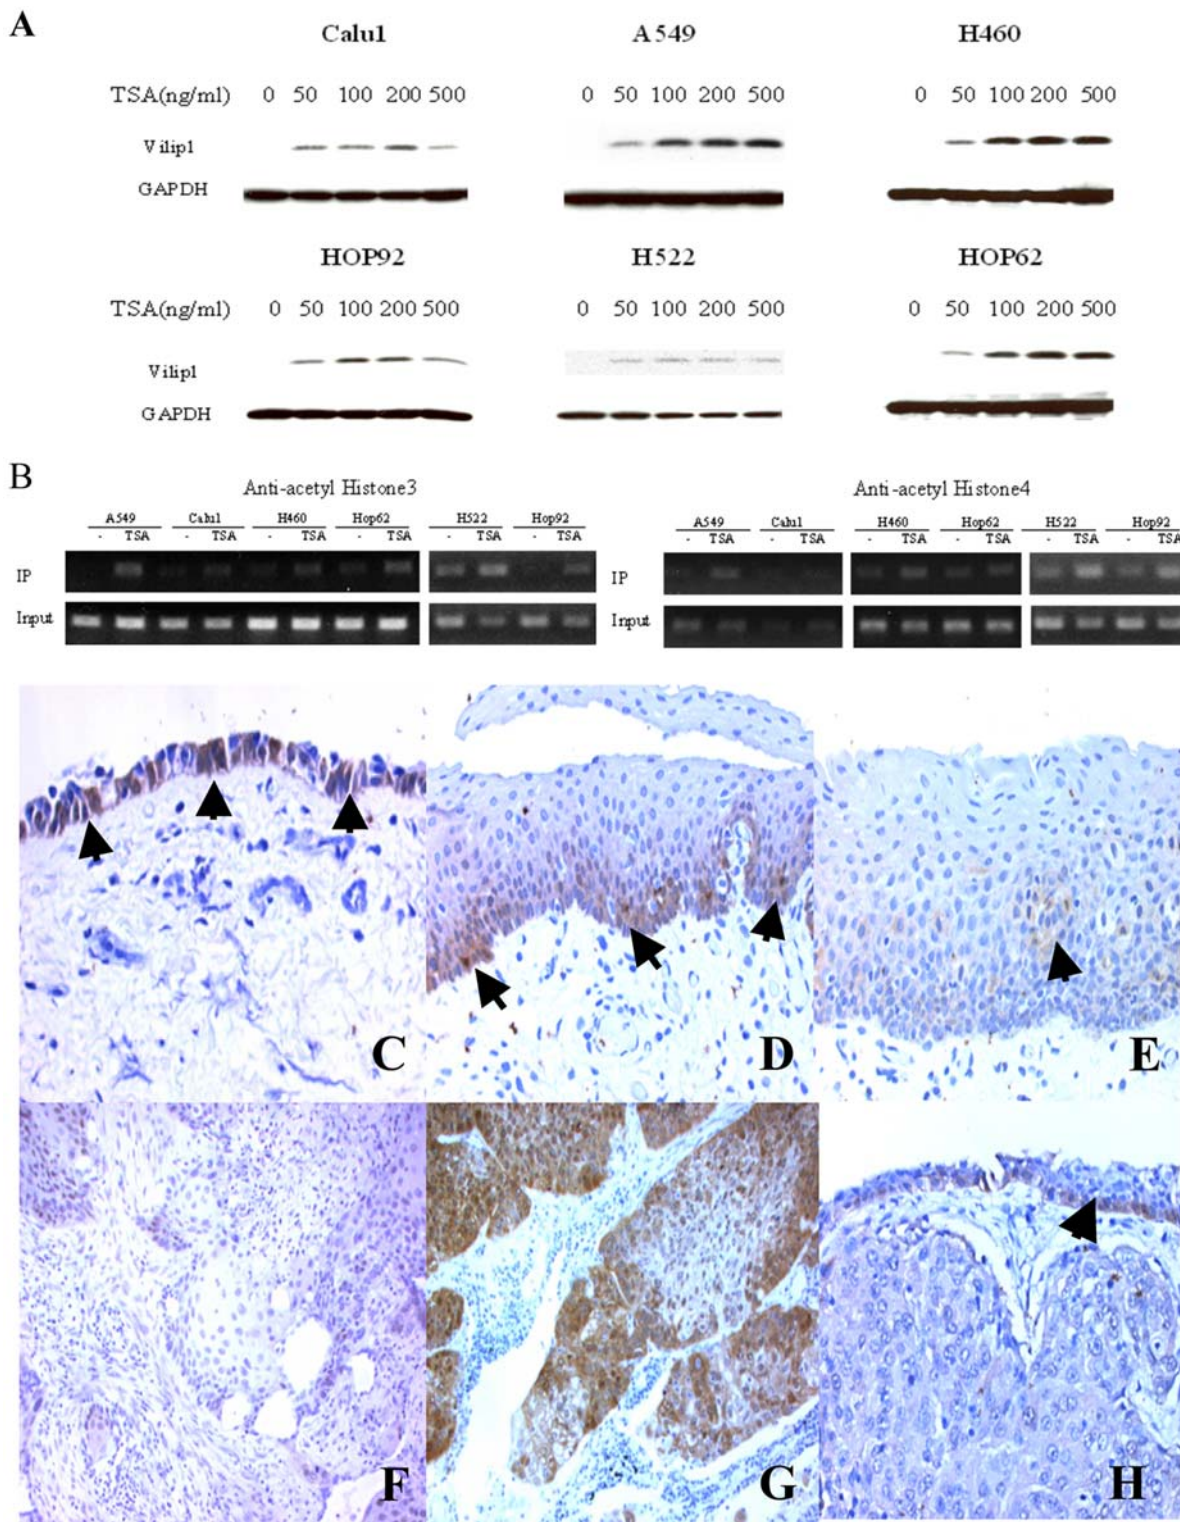 A
Calu1 A549 H460
TSA(ng/ml) 0 50 100 200 500 0 50 100 200 500 0 50 100 200 500
Vilip1
GAPDH
HOP92 H522 HOP62
TSA(ng/ml) 0 50 100 200 500 0 50 100 200 500 0 50 100 200 500
Vilip1
GAPDH
B
Anti-acetyl Histone3 Anti-acetyl Histone4
A549 Calu1 H460 Hop62 H522 Hop92 A549 Calu1 H460 Hop62 H522 Hop92
- TSA - TSA - TSA - TSA - TSA - TSA - TSA - TSA - TSA - TSA - TSA - TSA
IP IP
Input Input
C D E
F G H